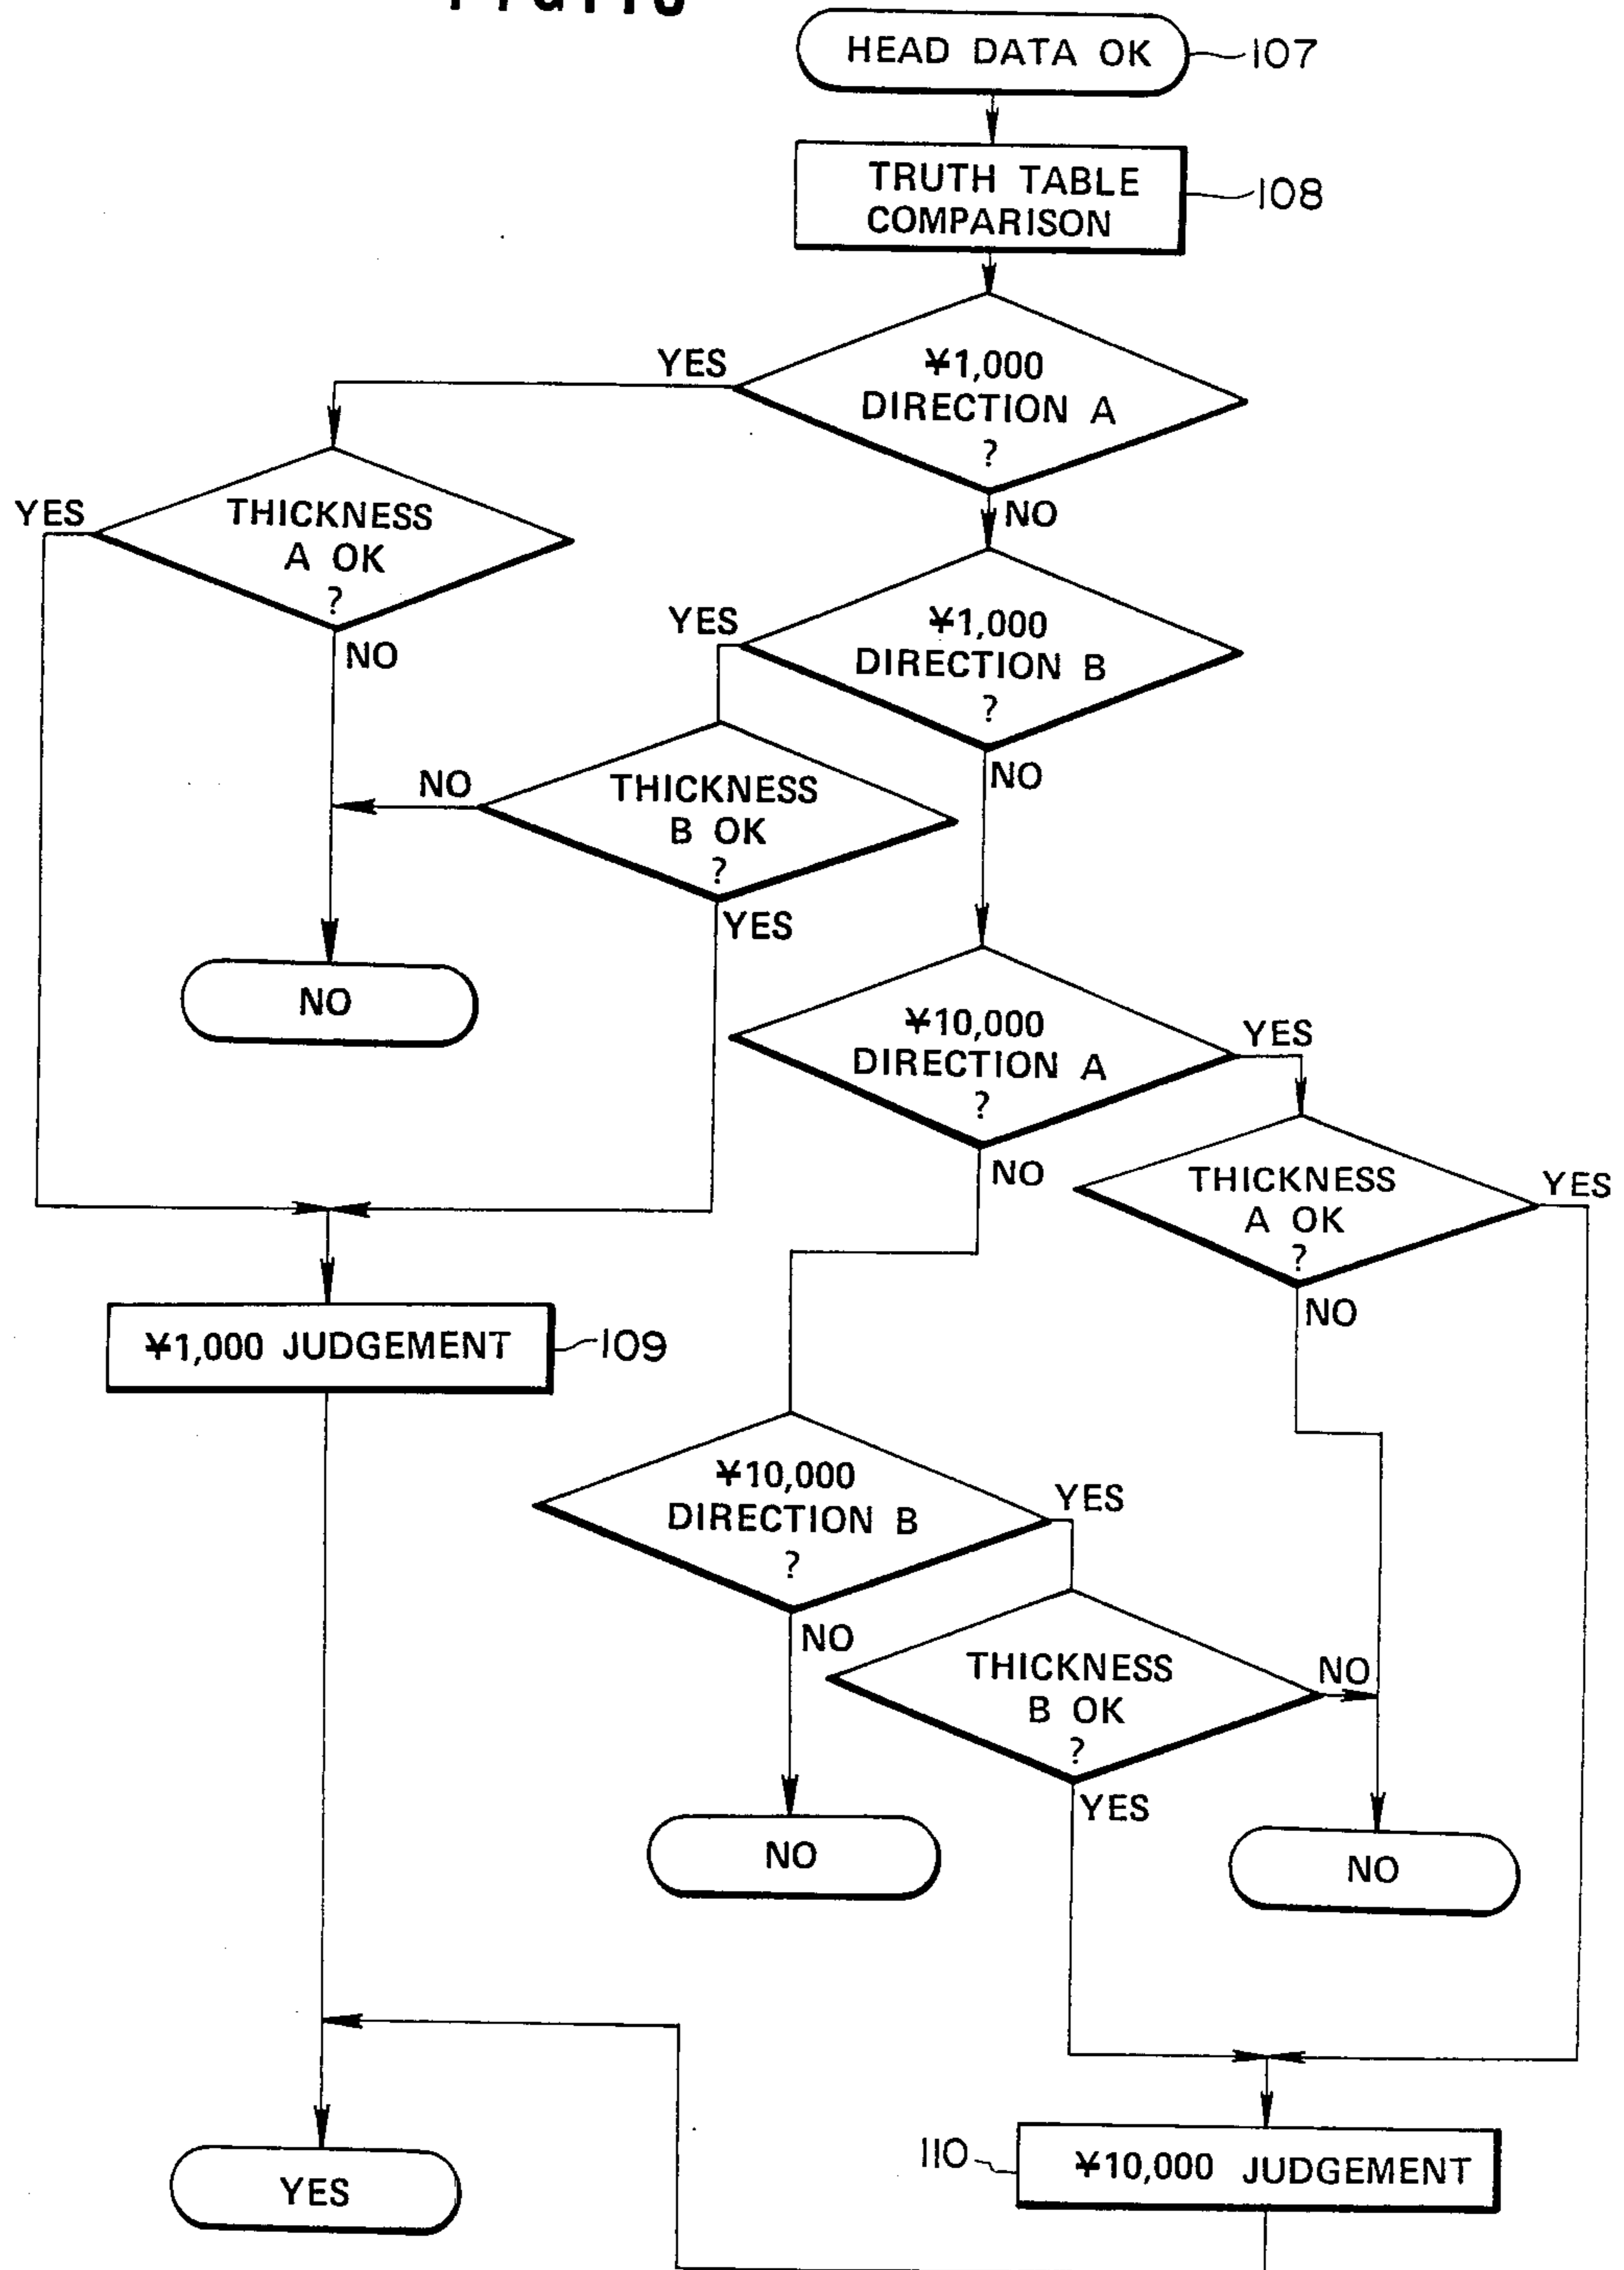 HEAD DATA OK
107
TRUTH TABLE
COMPARISON
108
¥1,000
DIRECTION A
?
YES
NO
THICKNESS
A OK
?
YES
NO
¥1,000
DIRECTION B
?
YES
NO
THICKNESS
B OK
?
NO
YES
NO
¥10,000
DIRECTION A
?
YES
NO
THICKNESS
A OK
?
YES
NO
¥1,000 JUDGEMENT
109
¥10,000
DIRECTION B
?
YES
NO
THICKNESS
B OK
?
NO
YES
NO
NO
YES
110
¥10,000 JUDGEMENT